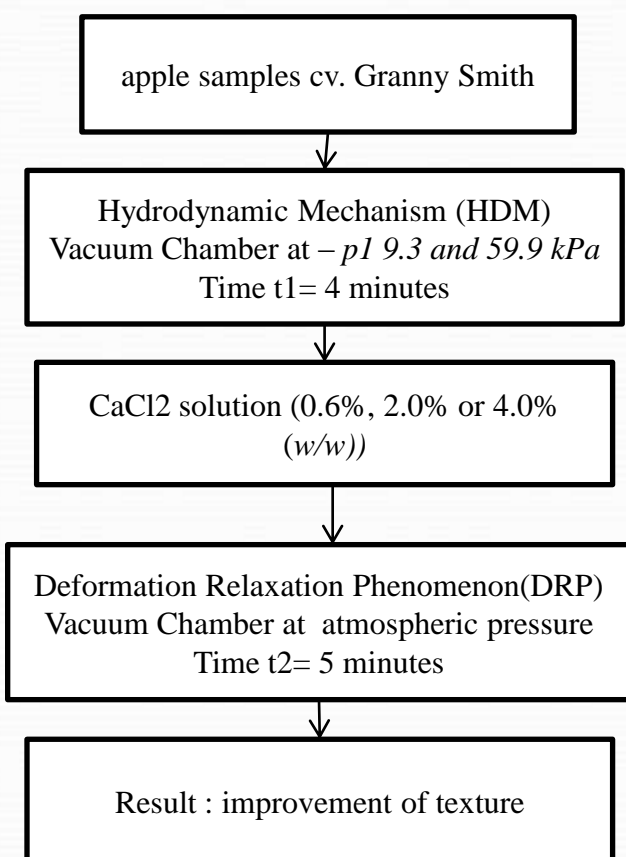 apple samples cv. Granny Smith
Hydrodynamic Mechanism (HDM)
Vacuum Chamber at – p1 9.3 and 59.9 kPa
Time t1= 4 minutes
CaCl2 solution (0.6%, 2.0% or 4.0%
(w/w))
Deformation Relaxation Phenomenon(DRP)
Vacuum Chamber at  atmospheric pressure
Time t2= 5 minutes
Result : improvement of texture